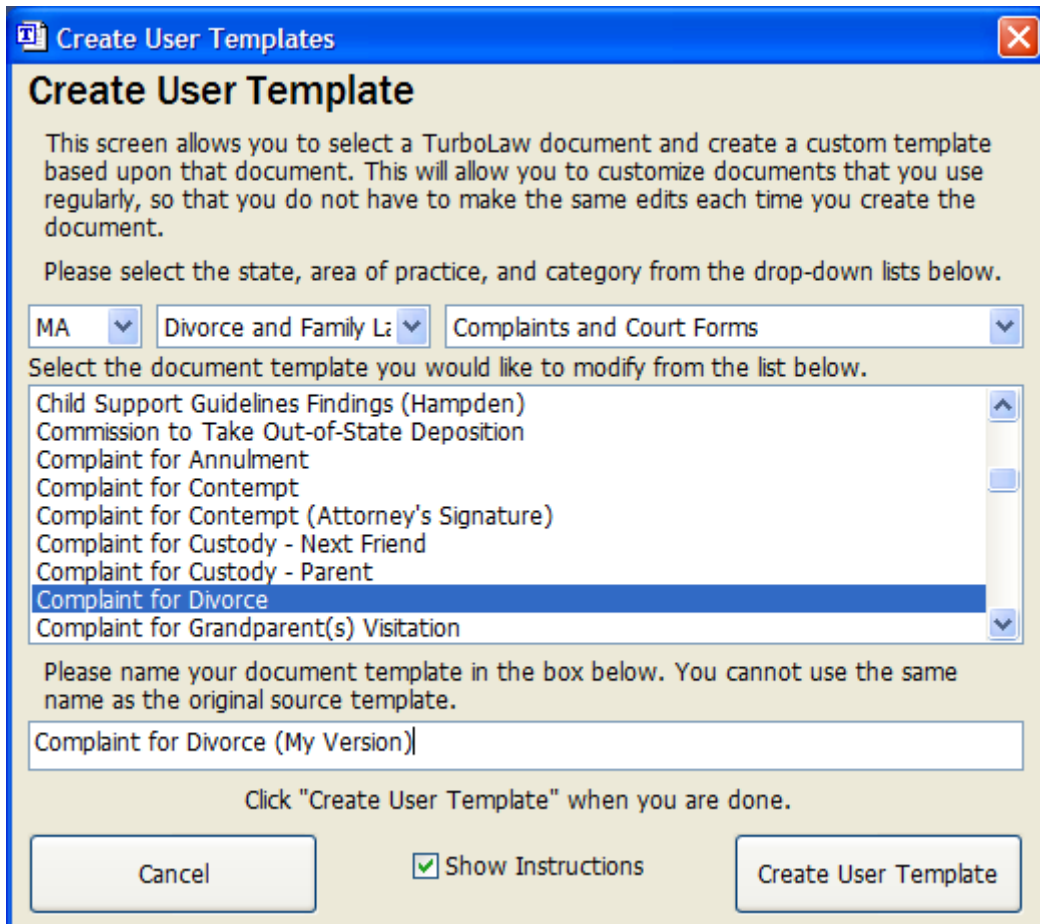 Create User Templates
Create User Template
This screen allows you to select a TurboLaw document and create a custom template
based upon that document. This will allow you to customize documents that you use
regularly, so that you do not have to make the same edits each time you create the
document.
Please select the state, area of practice, and category from the drop-down lists below.
MA Divorce and Family La Complaints and Court Forms
Select the document template you would like to modify from the list below.
Child Support Guidelines Findings (Hampden)
Commission to Take Out-of-State Deposition
Complaint for Annulment
Complaint for Contempt
Complaint for Contempt (Attorney's Signature)
Complaint for Custody - Next Friend
Complaint for Custody - Parent
Complaint for Divorce
Complaint for Grandparent(s) Visitation
Please name your document template in the box below. You cannot use the same
name as the original source template.
Complaint for Divorce (My Version)
Click "Create User Template" when you are done.
Cancel Show Instructions Create User Template